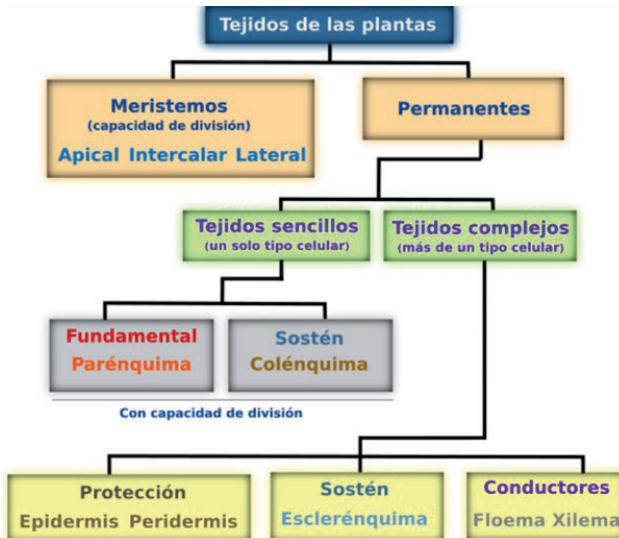 Tejidos de las plantas
Meristemos
(capacidad de división)
Apical Intercalar Lateral
Permanentes
Tejidos sencillos
(un solo tipo celular)
Tejidos complejos
(más de un tipo celular)
Fundamental
Parénquima
Sostén
Colénquima
Con capacidad de división
Protección
Epidermis Peridermis
Sostén
Esclerénquima
Conductores
Floema Xilema